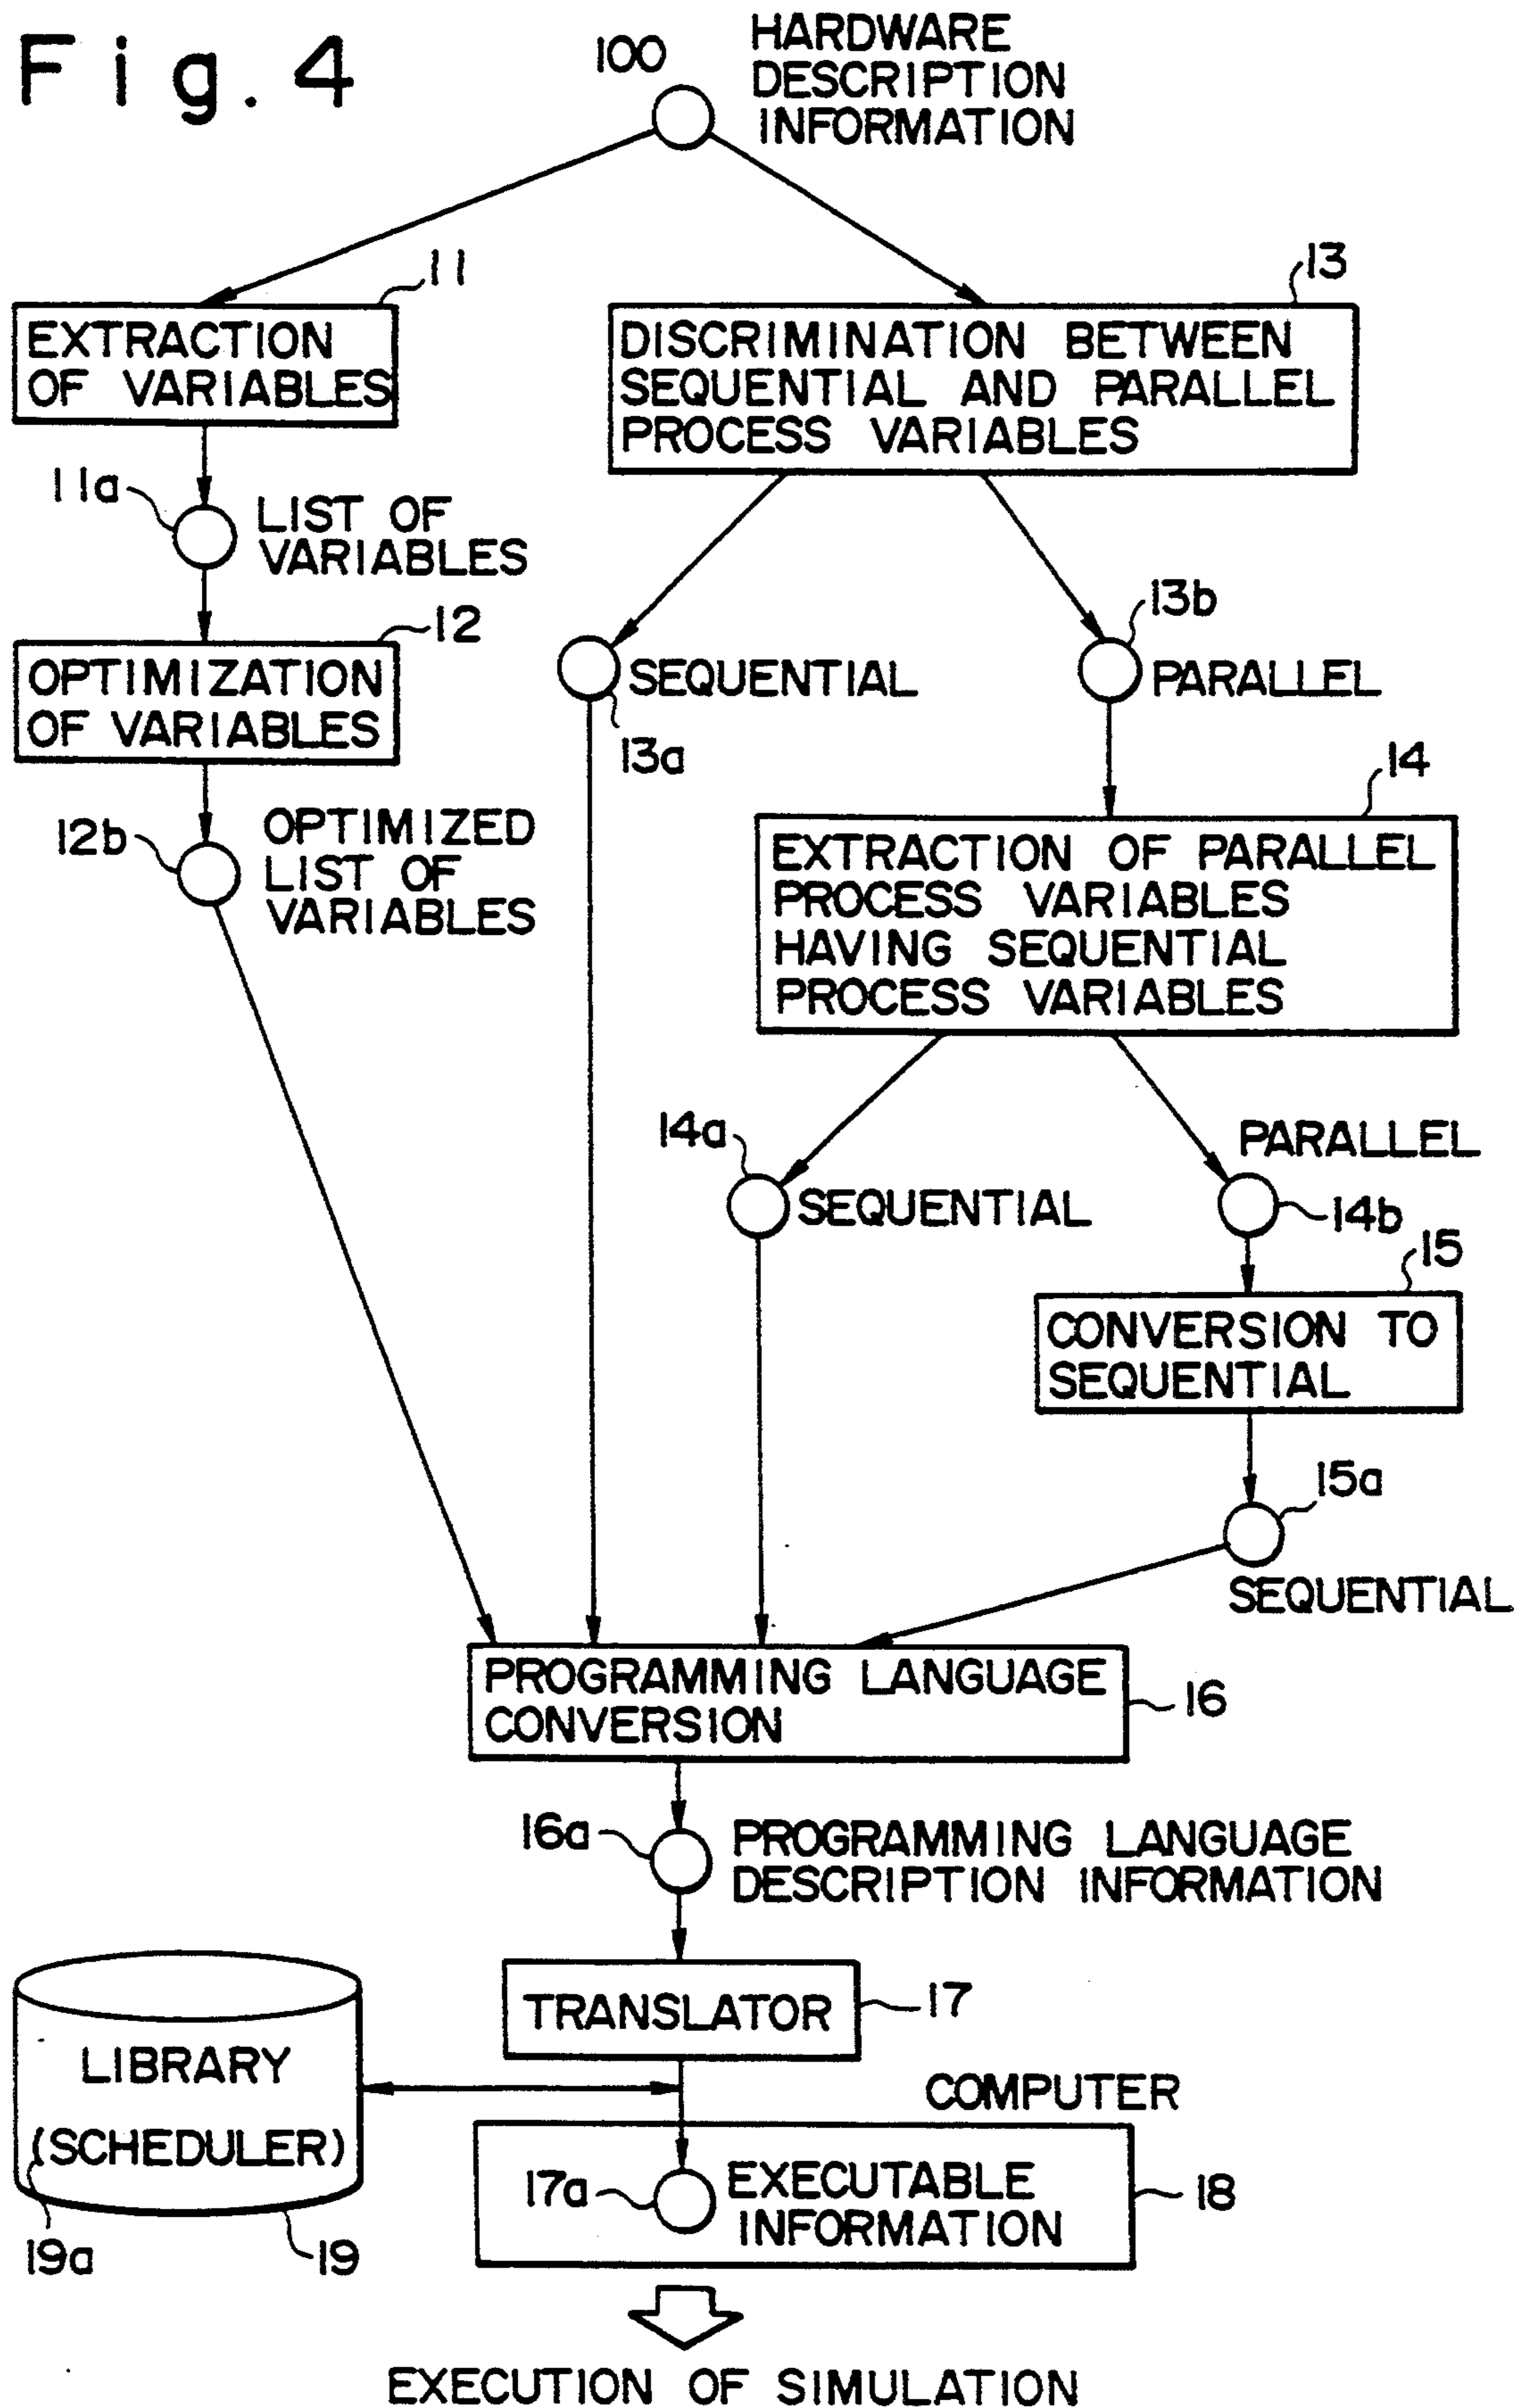 Fig. 4
100
HARDWARE
DESCRIPTION
INFORMATION
11
EXTRACTION
OF VARIABLES
13
DISCRIMINATION BETWEEN
SEQUENTIAL AND PARALLEL
PROCESS VARIABLES
11a
LIST OF
VARIABLES
12
OPTIMIZATION
OF VARIABLES
SEQUENTIAL
13a
13b
PARALLEL
12b
OPTIMIZED
LIST OF
VARIABLES
14
EXTRACTION OF PARALLEL
PROCESS VARIABLES
HAVING SEQUENTIAL
PROCESS VARIABLES
14a
SEQUENTIAL
PARALLEL
14b
15
CONVERSION TO
SEQUENTIAL
15a
SEQUENTIAL
PROGRAMMING LANGUAGE
CONVERSION
16
16a
PROGRAMMING LANGUAGE
DESCRIPTION INFORMATION
TRANSLATOR
17
LIBRARY
(SCHEDULER)
19a
19
COMPUTER
17a
EXECUTABLE
INFORMATION
18
EXECUTION OF SIMULATION